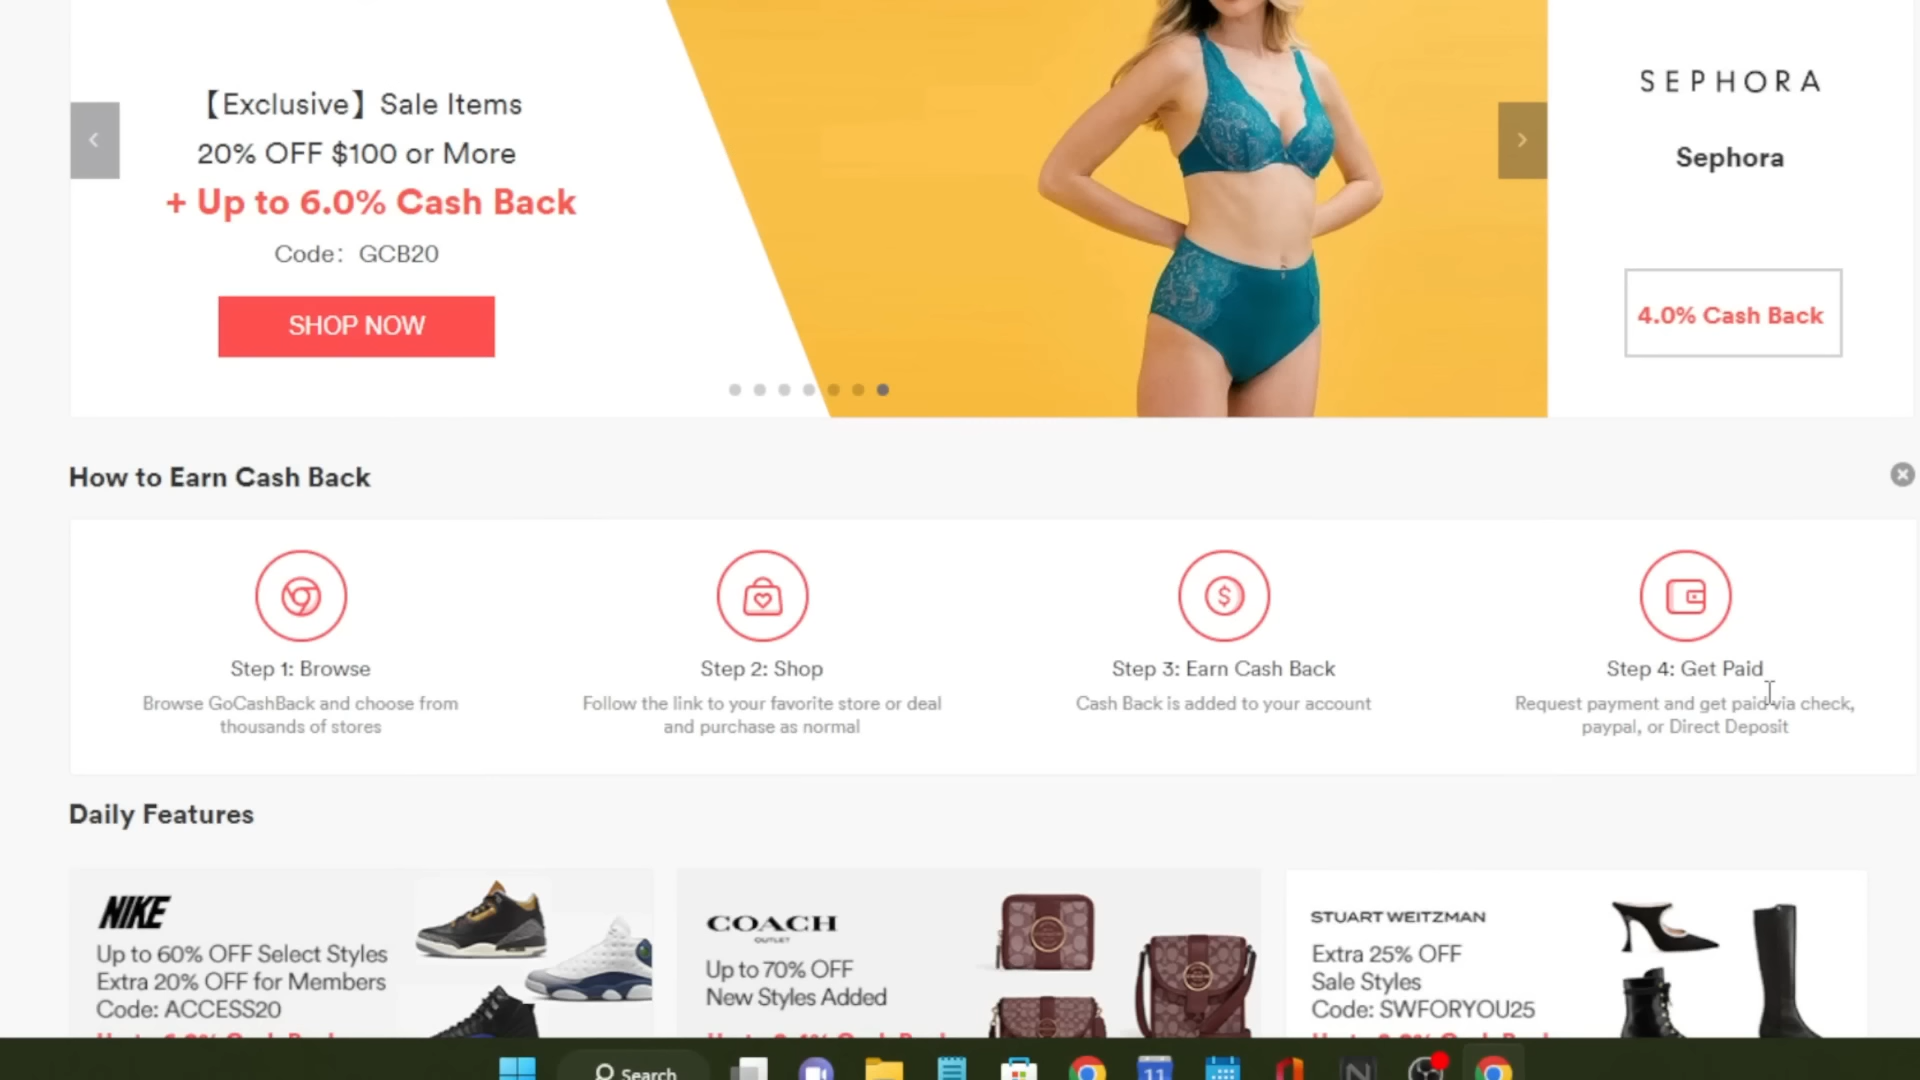 【Exclusive】Sale Items
20% OFF $100 or More
+ Up to 6.0% Cash Back
Code: GCB20
SHOP NOW
SEPHORA
Sephora
4.0% Cash Back
How to Earn Cash Back
Step 1: Browse
Browse GoCashBack and choose from
thousands of stores
Step 2: Shop
Follow the link to your favorite store or deal
and purchase as normal
Step 3: Earn Cash Back
Cash Back is added to your account
Step 4: Get Paid
Request payment and get paid via check,
paypal, or Direct Deposit
Daily Features
NIKE
Up to 60% OFF Select Styles
Extra 20% OFF for Members
Code: ACCESS20
COACH
OUTLET
Up to 70% OFF
New Styles Added
STUART WEITZMAN
Extra 25% OFF
Sale Styles
Code: SWFORYOU25
Search
11